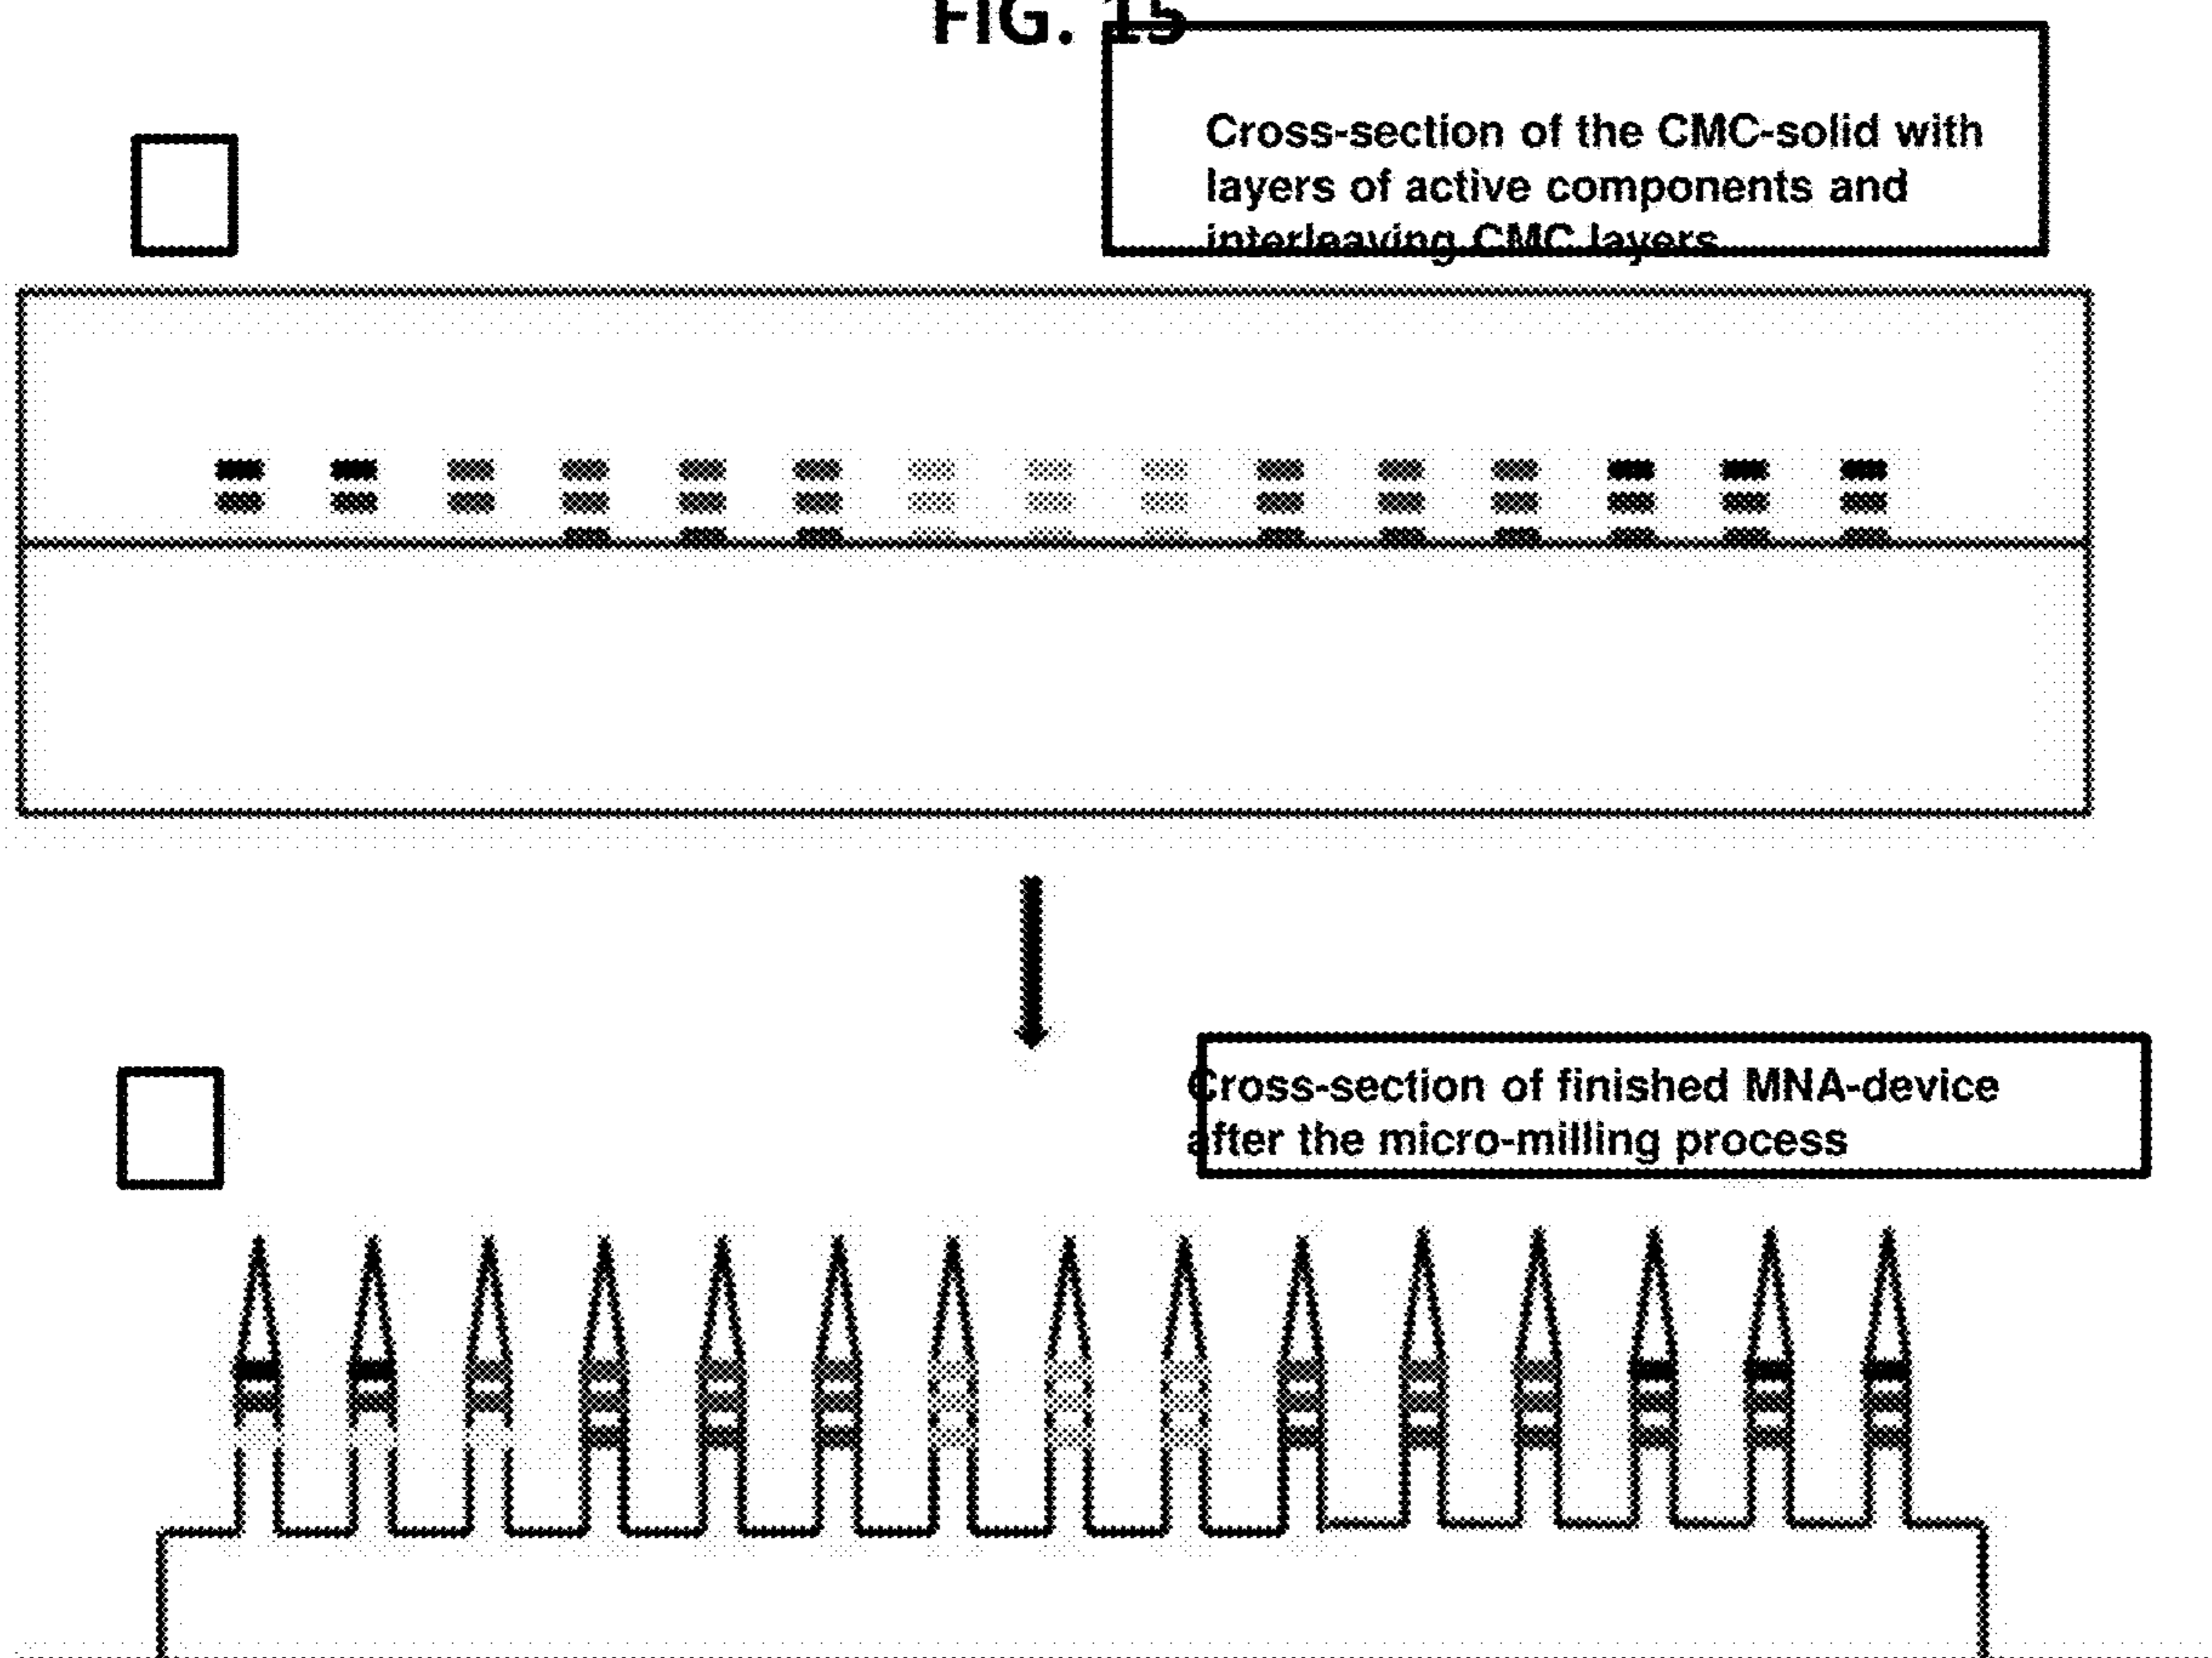 FIG. 15
Cross-section of the CMC-solid with
layers of active components and
interleaving CMC layers
Cross-section of finished MNA-device
after the micro-milling process